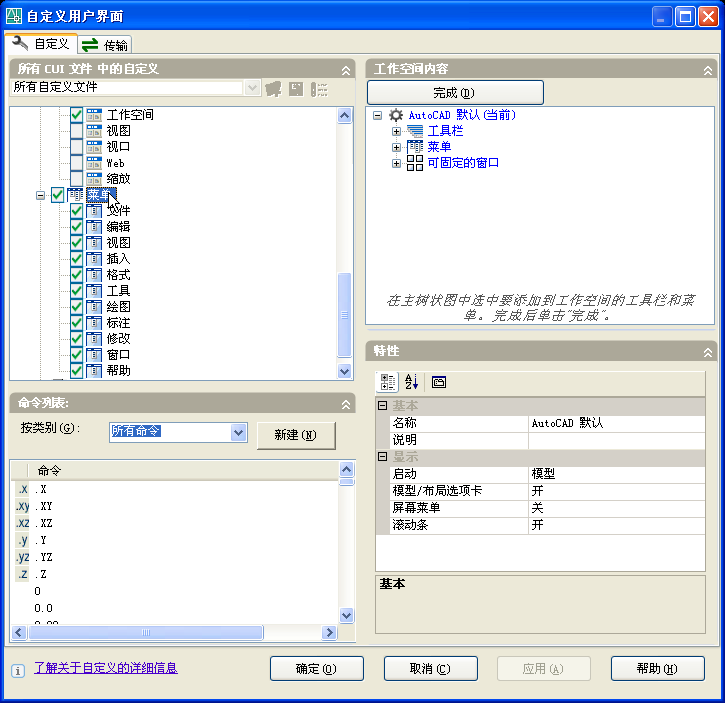 自定义用户界面
自定义
传输
所有 CUI 文件 中的自定义
所有自定义文件
工作空间
视图
视口
Web
缩放
菜单
文件
编辑
视图
插入
格式
工具
绘图
标注
修改
窗口
帮助
命令列表:
按类别(G):
所有命令
新建(N)
命令
.x .X
.xy .XY
.xz .XZ
.y .Y
.yz .YZ
.z .Z
0
0.0
0.00
工作空间内容
完成(D)
AutoCAD 默认(当前)
工具栏
菜单
可固定的窗口
在主树状图中选中要添加到工作空间的工具栏和菜
单。完成后单击“完成”。
特性
基本
名称 AutoCAD 默认
说明
显示
启动 模型
模型/布局选项卡 开
屏幕菜单 关
滚动条 开
基本
了解关于自定义的详细信息
确定(O)
取消(C)
应用(A)
帮助(H)